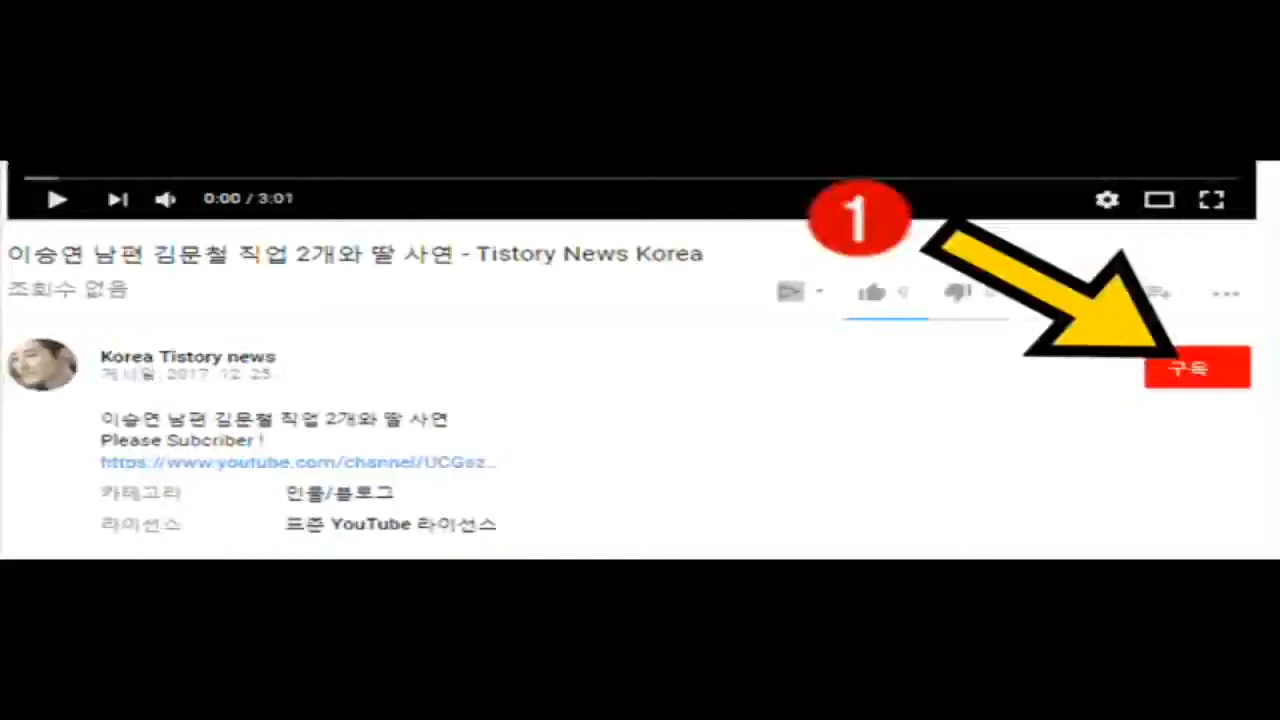 0:00 / 3:01
1
이승연 남편 김문철 직업 2개와 딸 사연 - Tistory News Korea
조회수 없음
0
Korea Tistory news
게시일: 2017. 12. 25.
구독
이승연 남편 김문철 직업 2개와 딸 사연
Please Subcriber !
https://www.youtube.com/channel/UCGsz...
카테고리 인물/블로그
라이선스 표준 YouTube 라이선스